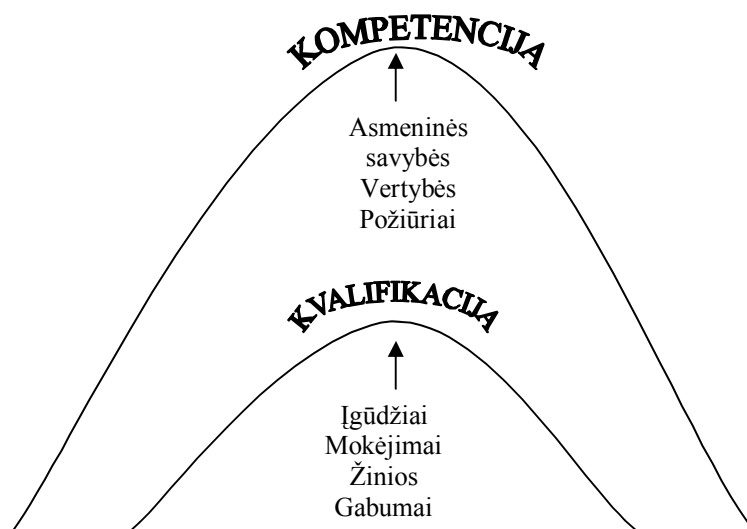 KOMPETENCIJA
Asmeninės
savybės
Vertybės
Požiūriai
KVALIFIKACIJA
Įgūdžiai
Mokėjimai
Žinios
Gabumai